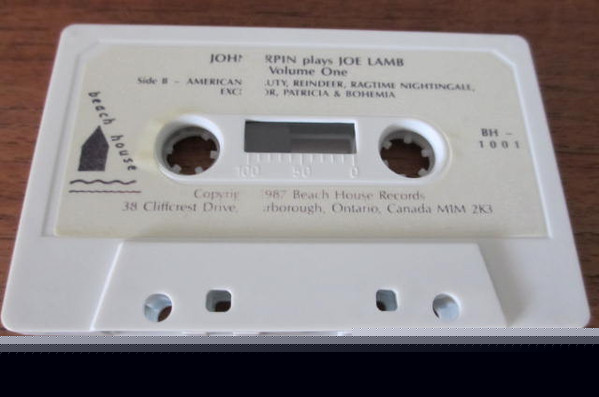 JOH RPIN plays JOE LAMB
Volume One
Side B - AMERICAN UTY, REINDEER, RAGTIME NIGHTINGALE,
EXC OR, PATRICIA & BOHEMIA
beach house
BH -
1001
100 50 0
Copyrig 987 Beach House Records
38 Cliffcrest Drive, rborough, Ontario, Canada M1M 2K3